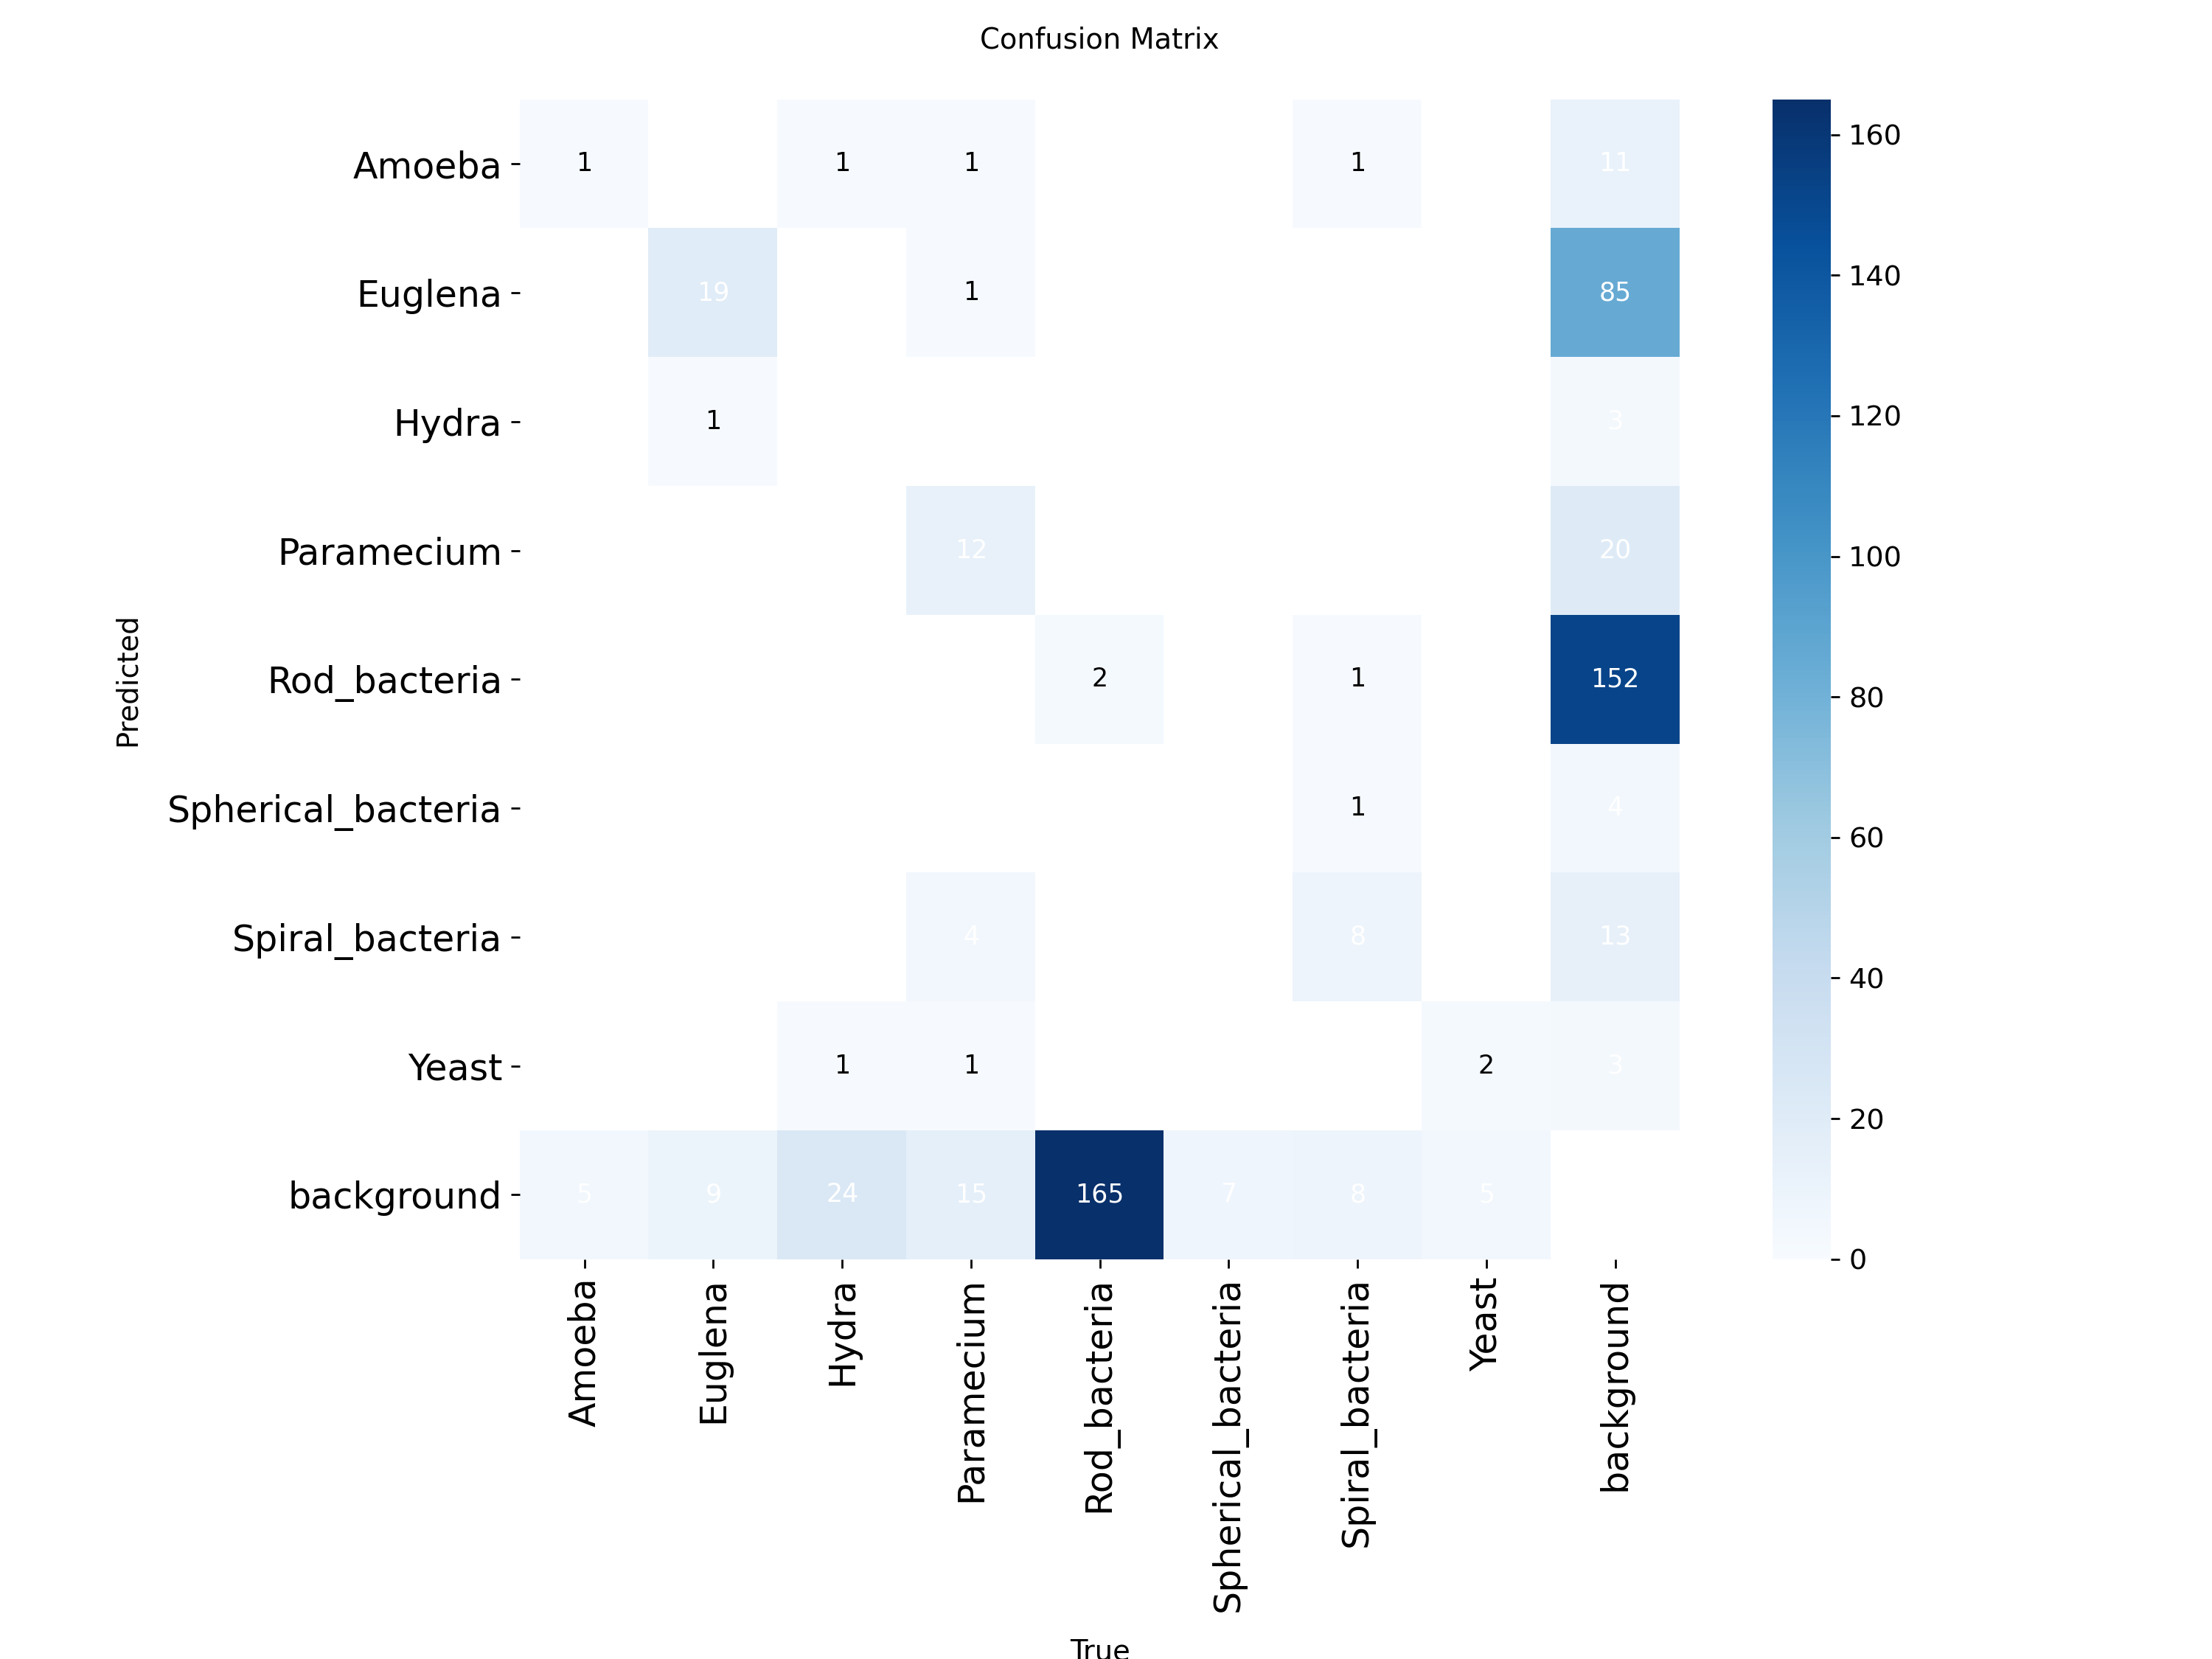 Confusion Matrix
Amoeba 1 1 1 1 11
Euglena 19 1 85
Hydra 1 3
Paramecium 12 20
Rod_bacteria 2 1 152
Spherical_bacteria 1 4
Spiral_bacteria 4 8 13
Yeast 1 1 2 3
background 5 9 24 15 165 7 8 5
Predicted
Amoeba
Euglena
Hydra
Paramecium
Rod_bacteria
Spherical_bacteria
Spiral_bacteria
Yeast
background
True
160
140
120
100
80
60
40
20
0